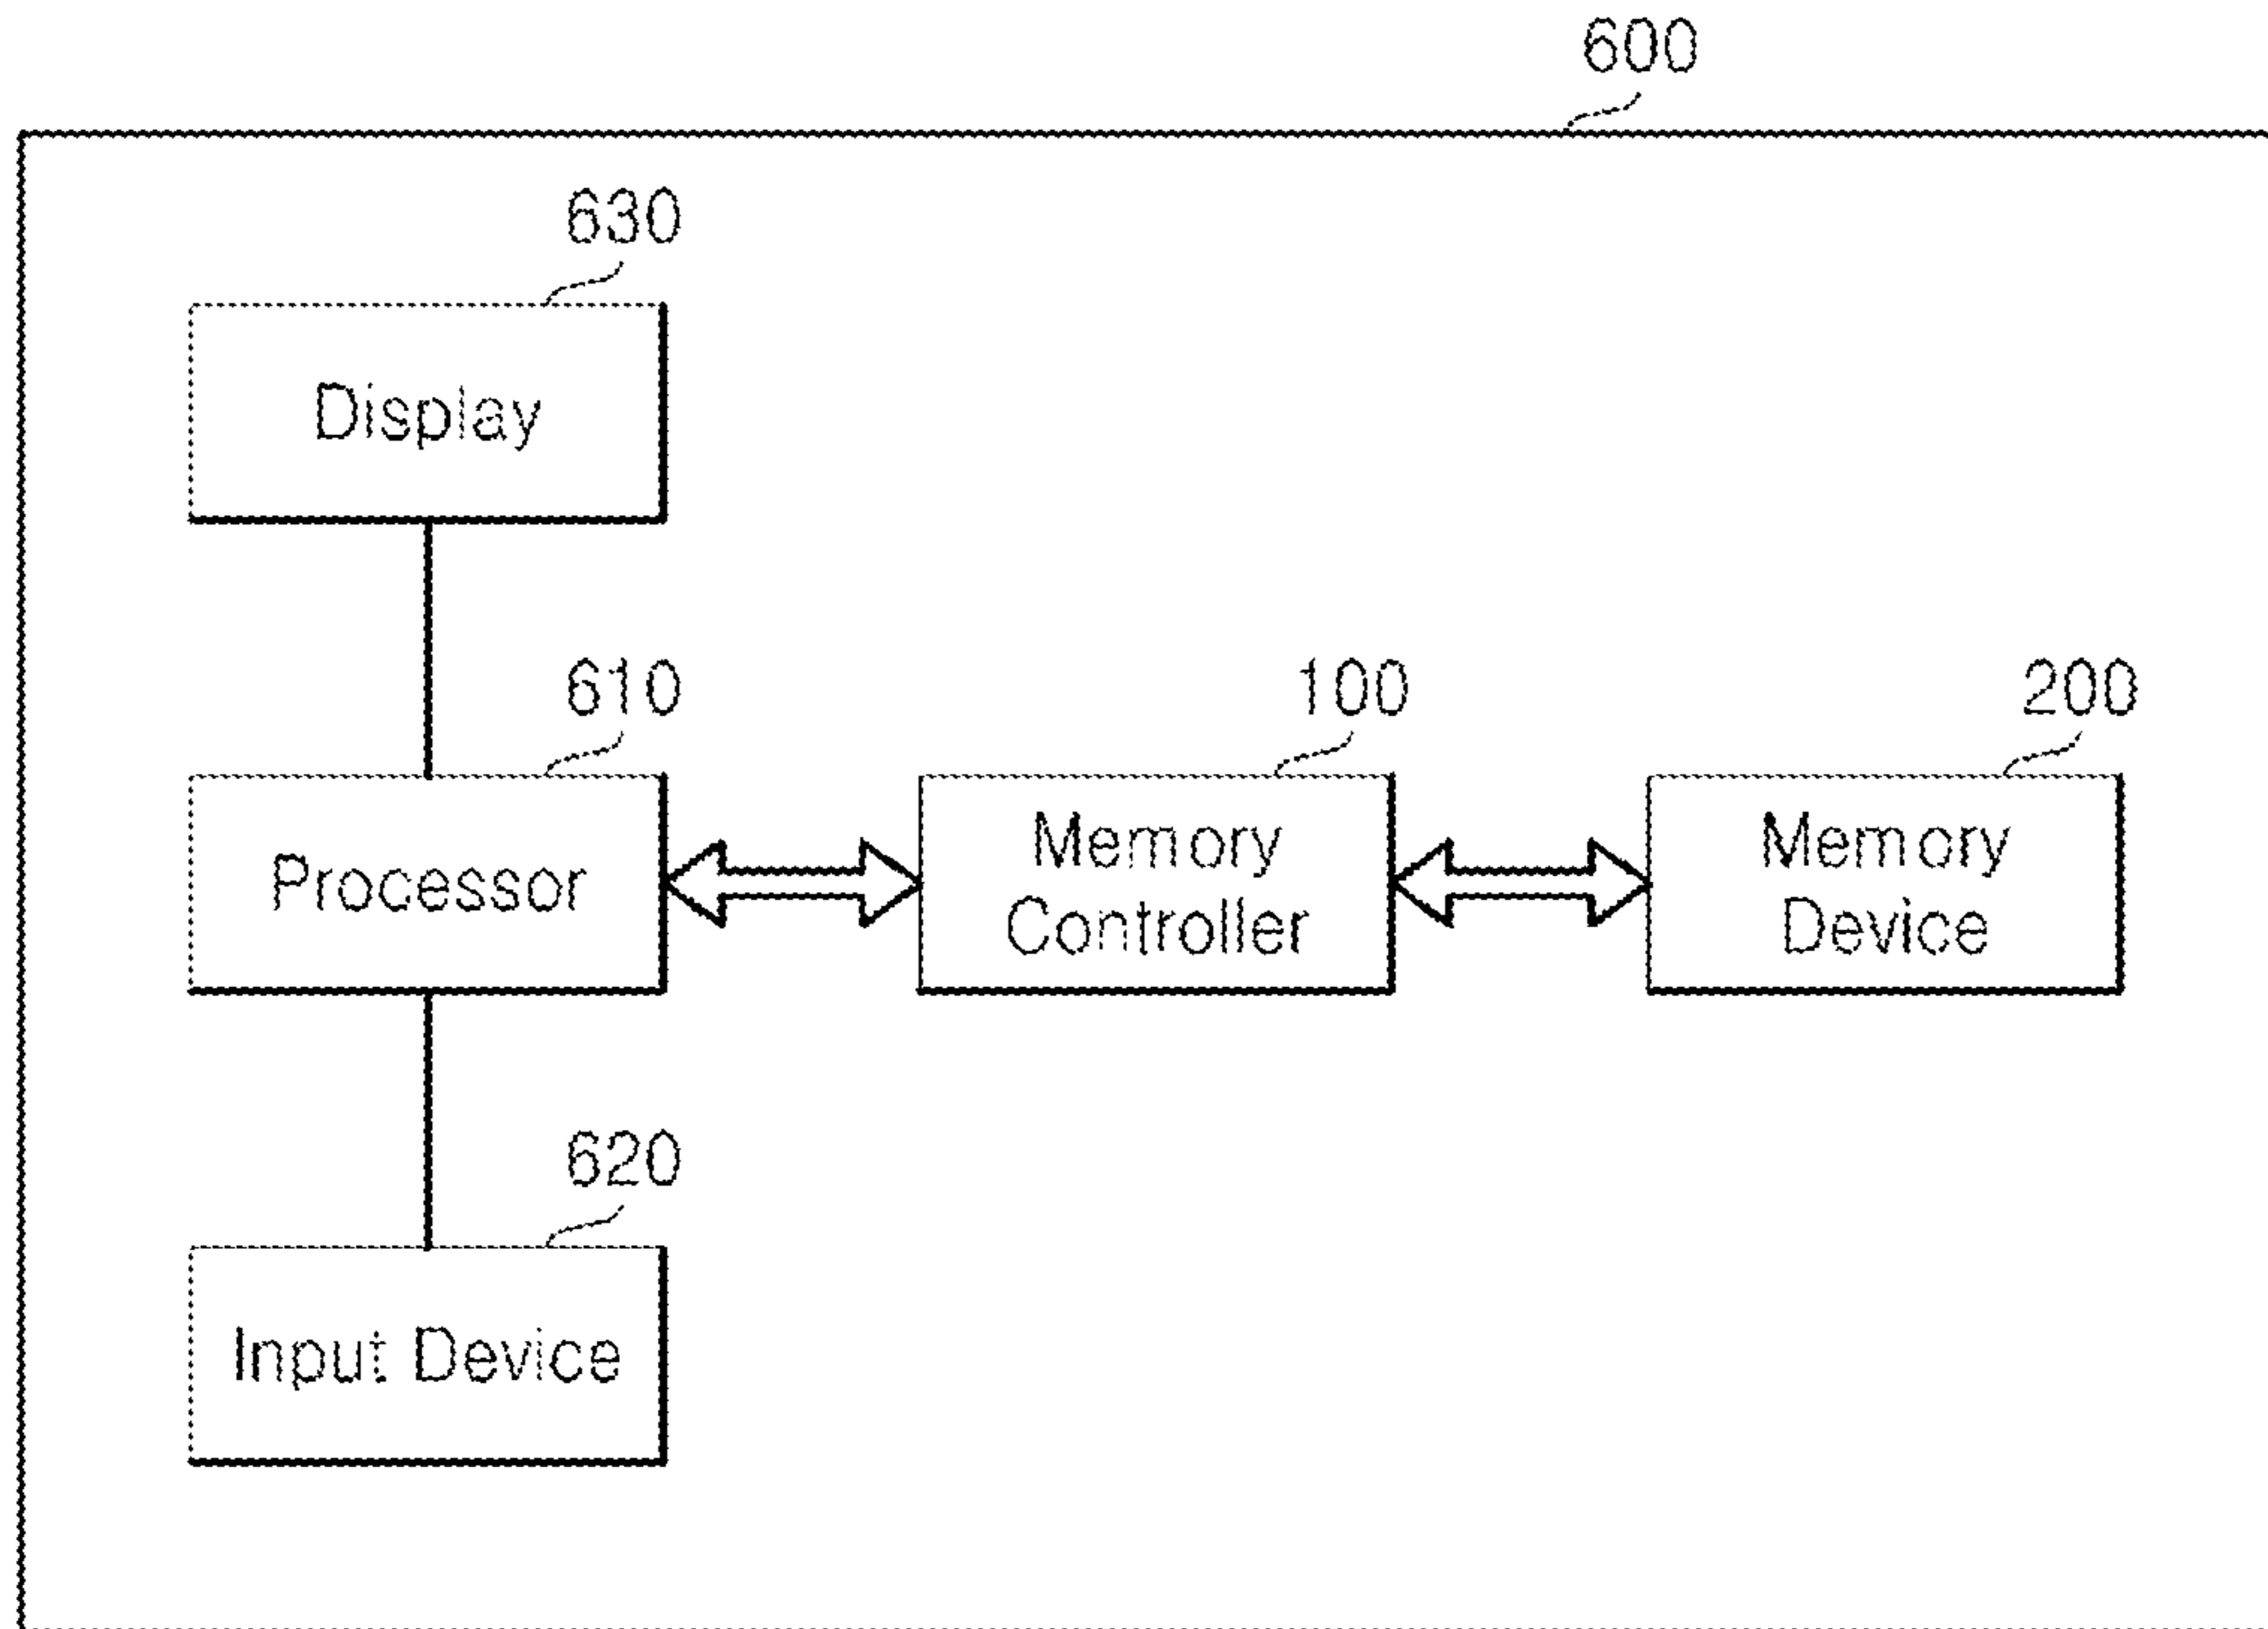 600
630
Display
610
100
200
Processor
Memory
Controller
Memory
Device
620
Input Device